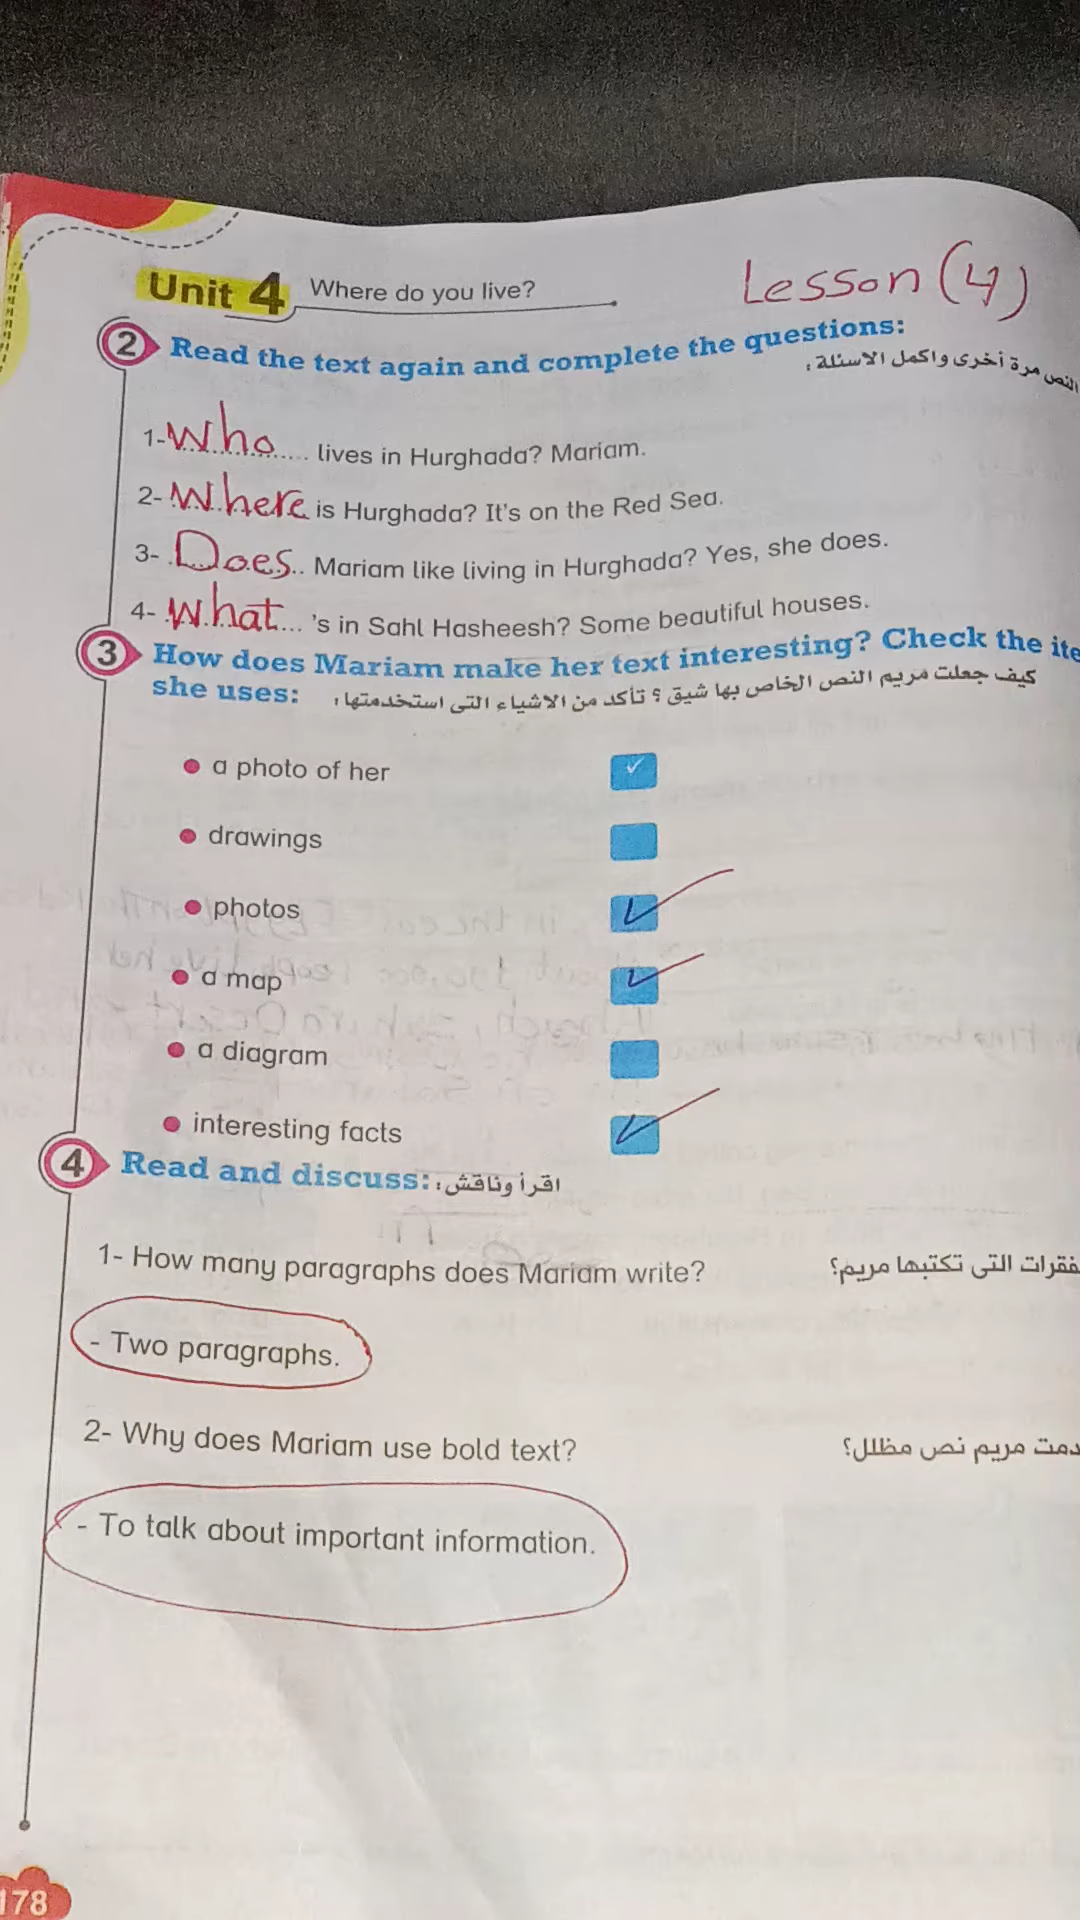 Unit 4 Where do you live?
Lesson (4)
2 Read the text again and complete the questions:
النص مرة أخرى واكمل الاسئلة :
1- Who lives in Hurghada? Mariam.
2- Where is Hurghada? It's on the Red Sea.
3- Does Mariam like living in Hurghada? Yes, she does.
4- What 's in Sahl Hasheesh? Some beautiful houses.
3 How does Mariam make her text interesting? Check the ite
she uses: كيف جعلت مريم النص الخاص بها شيق ؟ تأكد من الاشياء التى استخدمتها :
a photo of her ✓
drawings
photos ✓
a map ✓
a diagram
interesting facts ✓
4 Read and discuss: اقرأ وناقش :
1- How many paragraphs does Mariam write? فقرات التى تكتبها مريم؟
- Two paragraphs.
2- Why does Mariam use bold text? دمت مريم نص مظلل؟
- To talk about important information.
178